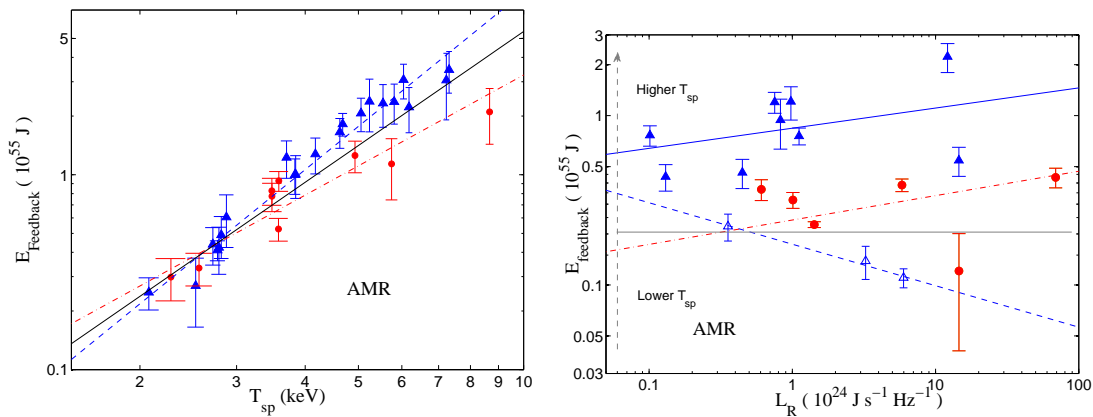 5
1
0.1
E_Feedback ( 10^55 J )
AMR
2 3 4 5 6 7 8 9 10
T_sp (keV)
3
2
1
0.5
0.1
0.05
0.03
E_feedback ( 10^55 J )
Higher T_sp
Lower T_sp
AMR
0.1 1 10 100
L_R ( 10^24 J s^-1 Hz^-1 )